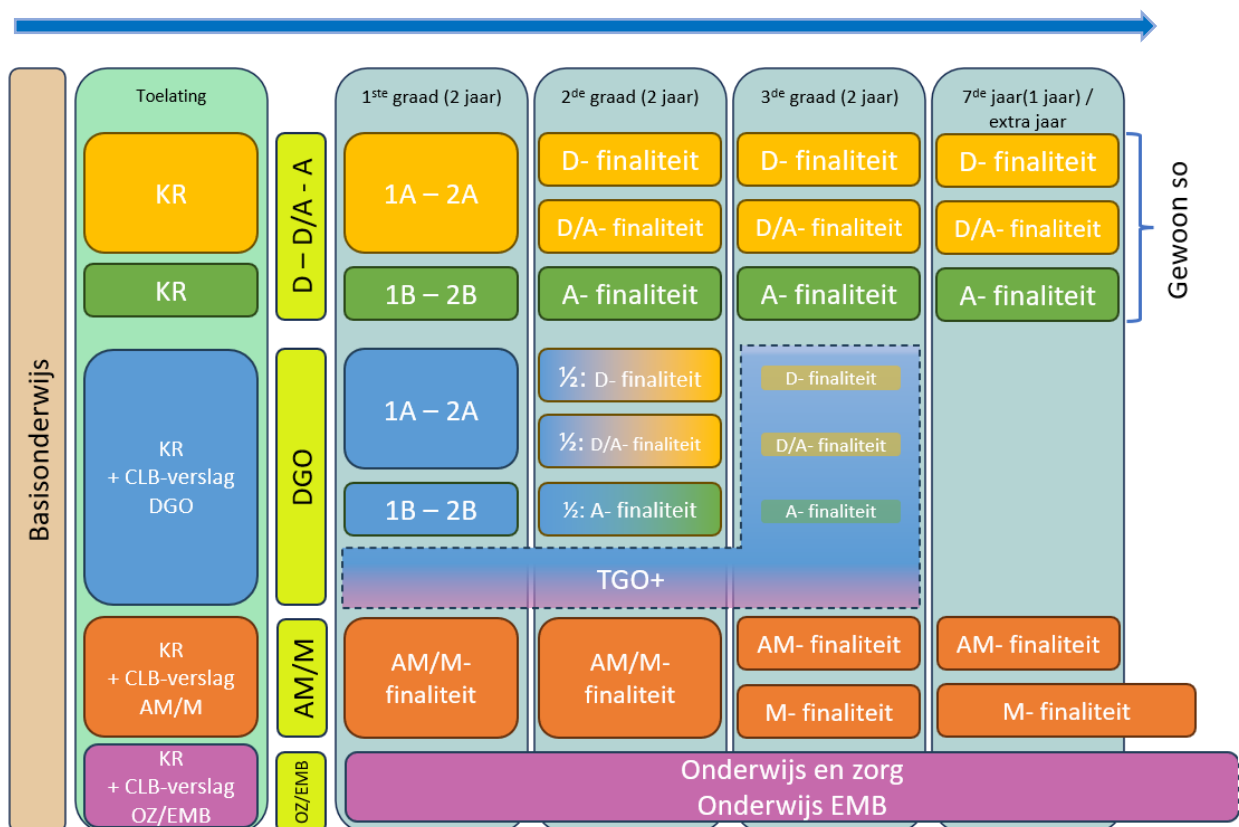 Basisonderwijs
Toelating
KR
KR
KR
+ CLB-verslag
DGO
KR
+ CLB-verslag
AM/M
KR
+ CLB-verslag
OZ/EMB
D – D/A - A
DGO
AM/M
OZ/EMB
1ste graad (2 jaar)
1A – 2A
1B – 2B
1A – 2A
1B – 2B
AM/M-
finaliteit
2de graad (2 jaar)
D- finaliteit
D/A- finaliteit
A- finaliteit
½: D- finaliteit
½: D/A- finaliteit
½: A- finaliteit
AM/M-
finaliteit
3de graad (2 jaar)
D- finaliteit
D/A- finaliteit
A- finaliteit
D- finaliteit
D/A- finaliteit
A- finaliteit
TGO+
AM- finaliteit
M- finaliteit
7de jaar(1 jaar) /
extra jaar
D- finaliteit
D/A- finaliteit
A- finaliteit
AM- finaliteit
M- finaliteit
Onderwijs en zorg
Onderwijs EMB
Gewoon so